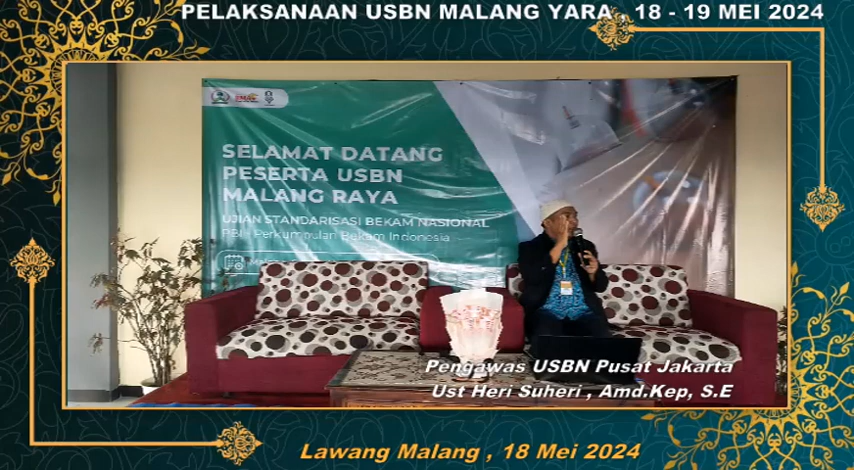 PELAKSANAAN USBN MALANG YARA , 18 - 19 MEI 2024
SELAMAT DATANG
PESERTA USBN
MALANG RAYA
UJIAN STANDARISASI BEKAM NASIONAL
PBI - Perkumpulan Bekam Indonesia
Pengawas USBN Pusat Jakarta
Ust Heri Suheri , Amd.Kep, S.E
Lawang Malang , 18 Mei 2024